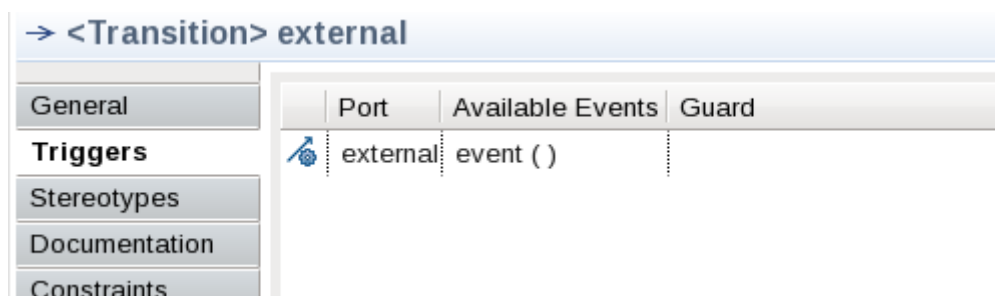 <Transition> external
General
Port Available Events Guard
Triggers
external event ( )
Stereotypes
Documentation
Constraints